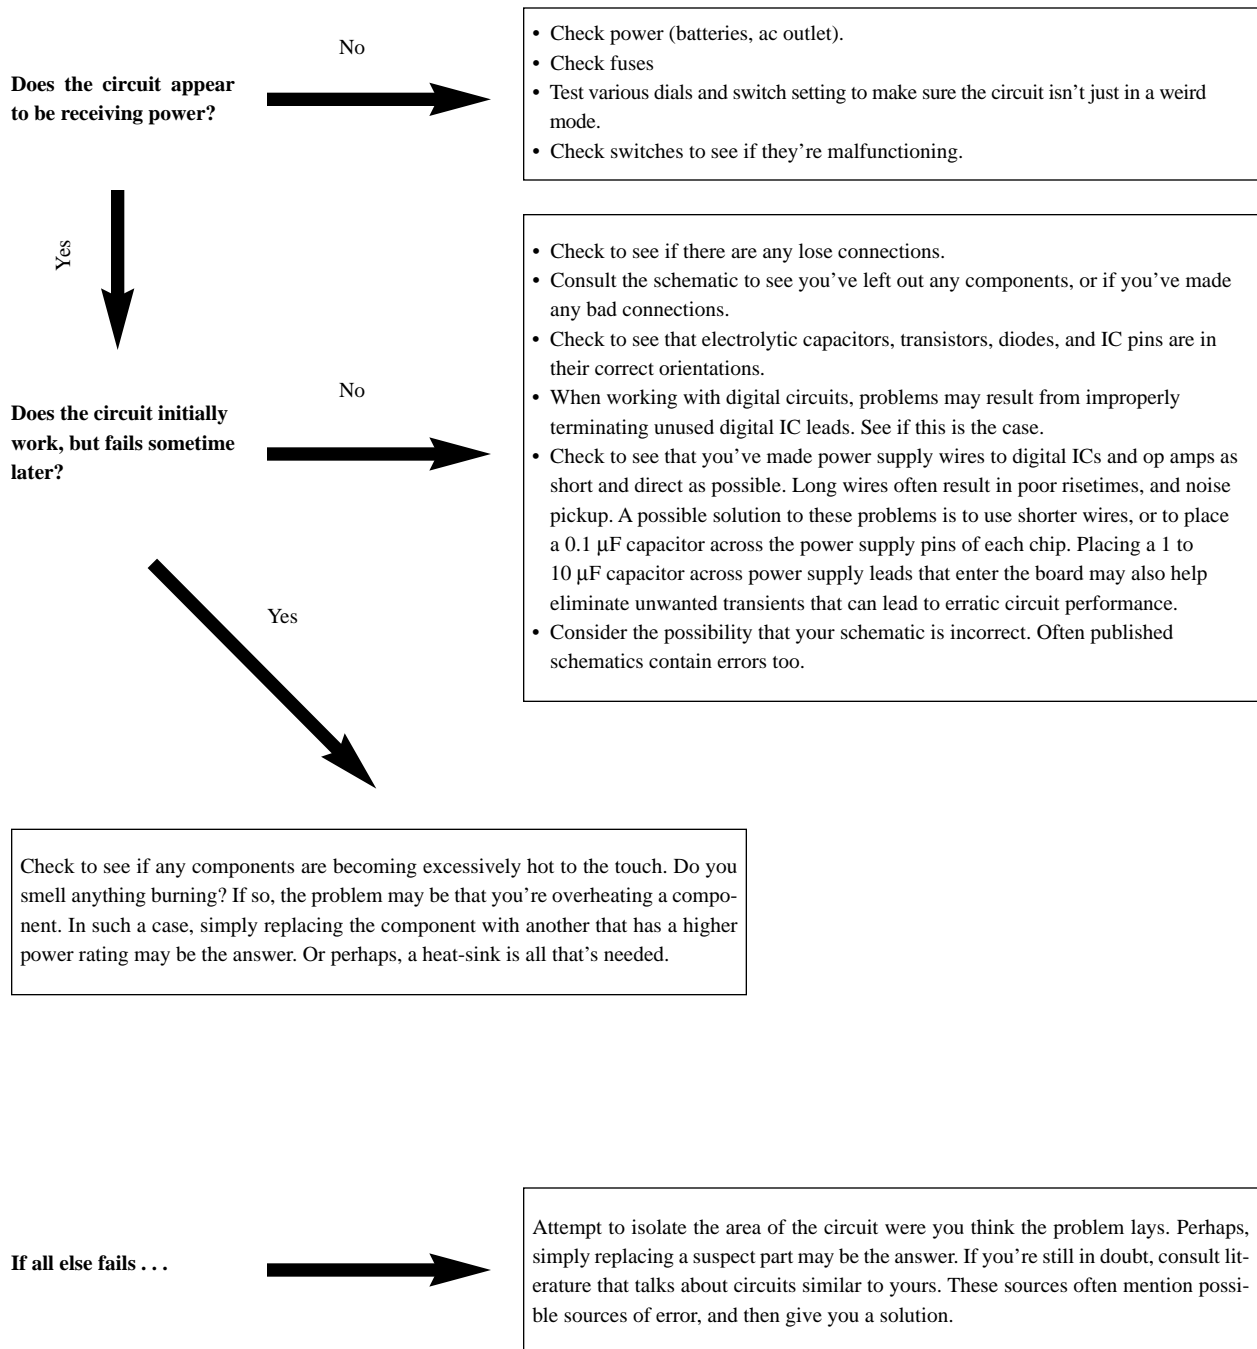 No
Does the circuit appear
to be receiving power?
• Check power (batteries, ac outlet).
• Check fuses
• Test various dials and switch setting to make sure the circuit isn't just in a weird
mode.
• Check switches to see if they're malfunctioning.
Yes
Does the circuit initially
work, but fails sometime
later?
No
• Check to see if there are any lose connections.
• Consult the schematic to see you've left out any components, or if you've made
any bad connections.
• Check to see that electrolytic capacitors, transistors, diodes, and IC pins are in
their correct orientations.
• When working with digital circuits, problems may result from improperly
terminating unused digital IC leads. See if this is the case.
• Check to see that you've made power supply wires to digital ICs and op amps as
short and direct as possible. Long wires often result in poor risetimes, and noise
pickup. A possible solution to these problems is to use shorter wires, or to place
a 0.1 µF capacitor across the power supply pins of each chip. Placing a 1 to
10 µF capacitor across power supply leads that enter the board may also help
eliminate unwanted transients that can lead to erratic circuit performance.
• Consider the possibility that your schematic is incorrect. Often published
schematics contain errors too.
Yes
Check to see if any components are becoming excessively hot to the touch. Do you
smell anything burning? If so, the problem may be that you're overheating a compo-
nent. In such a case, simply replacing the component with another that has a higher
power rating may be the answer. Or perhaps, a heat-sink is all that's needed.
If all else fails . . .
Attempt to isolate the area of the circuit were you think the problem lays. Perhaps,
simply replacing a suspect part may be the answer. If you're still in doubt, consult lit-
erature that talks about circuits similar to yours. These sources often mention possi-
ble sources of error, and then give you a solution.